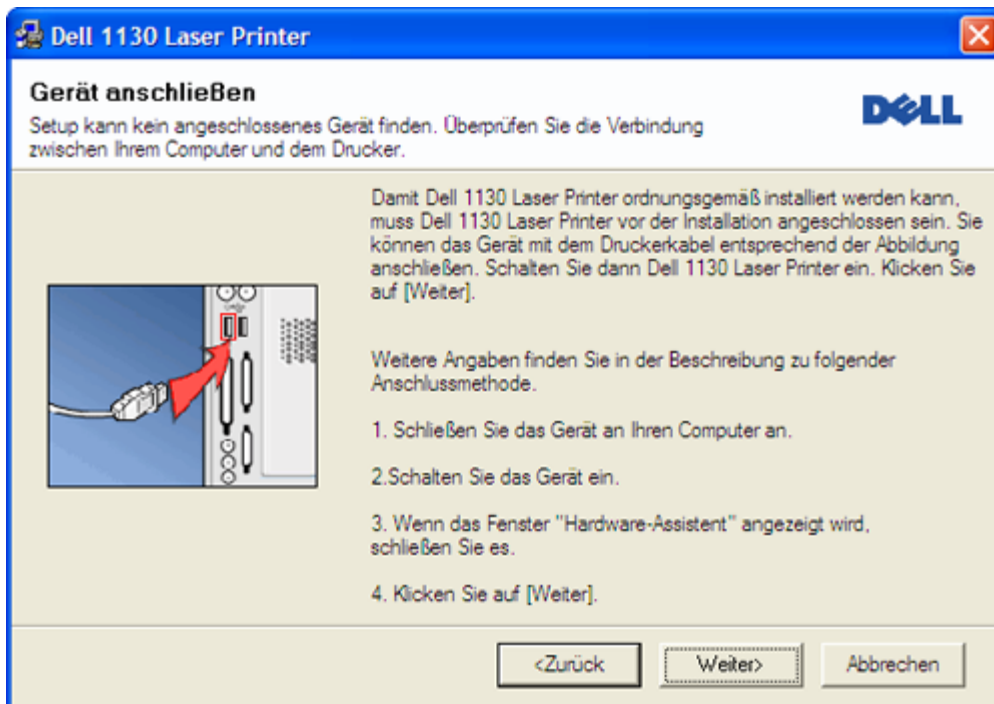 Dell 1130 Laser Printer
Gerät anschließen
Setup kann kein angeschlossenes Gerät finden. Überprüfen Sie die Verbindung
zwischen Ihrem Computer und dem Drucker.
DELL
Damit Dell 1130 Laser Printer ordnungsgemäß installiert werden kann,
muss Dell 1130 Laser Printer vor der Installation angeschlossen sein. Sie
können das Gerät mit dem Druckerkabel entsprechend der Abbildung
anschließen. Schalten Sie dann Dell 1130 Laser Printer ein. Klicken Sie
auf [Weiter].
Weitere Angaben finden Sie in der Beschreibung zu folgender
Anschlussmethode.
1. Schließen Sie das Gerät an Ihren Computer an.
2.Schalten Sie das Gerät ein.
3. Wenn das Fenster "Hardware-Assistent" angezeigt wird,
schließen Sie es.
4. Klicken Sie auf [Weiter].
<Zurück
Weiter>
Abbrechen